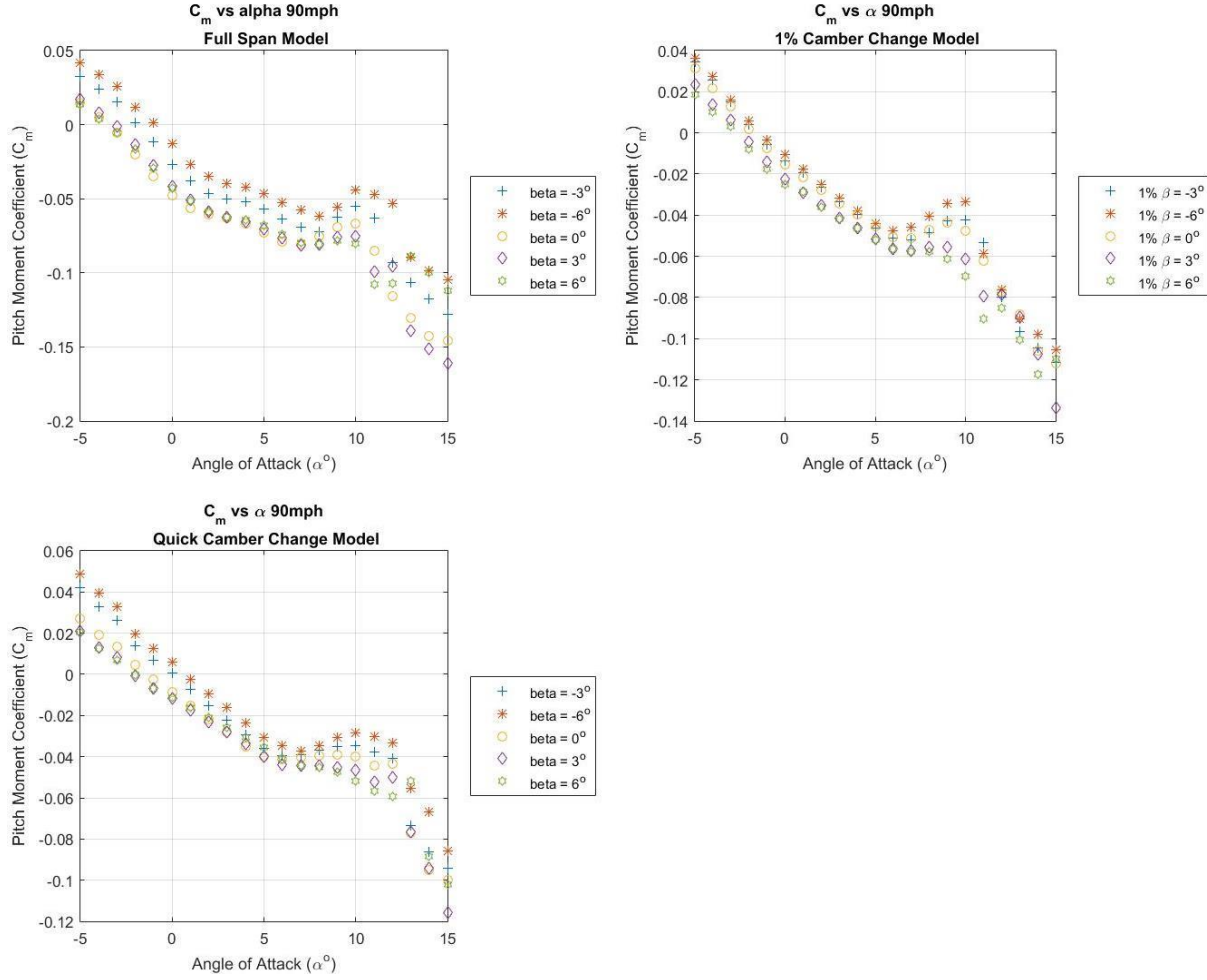 C_m vs alpha 90mph
Full Span Model
0.05
0
-0.05
-0.1
-0.15
-0.2
-5
0
5
10
15
Pitch Moment Coefficient (C_m)
Angle of Attack (α°)
beta = -3°
beta = -6°
beta = 0°
beta = 3°
beta = 6°
C_m vs α 90mph
1% Camber Change Model
0.04
0.02
0
-0.02
-0.04
-0.06
-0.08
-0.1
-0.12
-0.14
-5
0
5
10
15
Pitch Moment Coefficient (C_m)
Angle of Attack (α°)
1% β = -3°
1% β = -6°
1% β = 0°
1% β = 3°
1% β = 6°
C_m vs α 90mph
Quick Camber Change Model
0.06
0.04
0.02
0
-0.02
-0.04
-0.06
-0.08
-0.1
-0.12
-5
0
5
10
15
Pitch Moment Coefficient (C_m)
Angle of Attack (α°)
beta = -3°
beta = -6°
beta = 0°
beta = 3°
beta = 6°